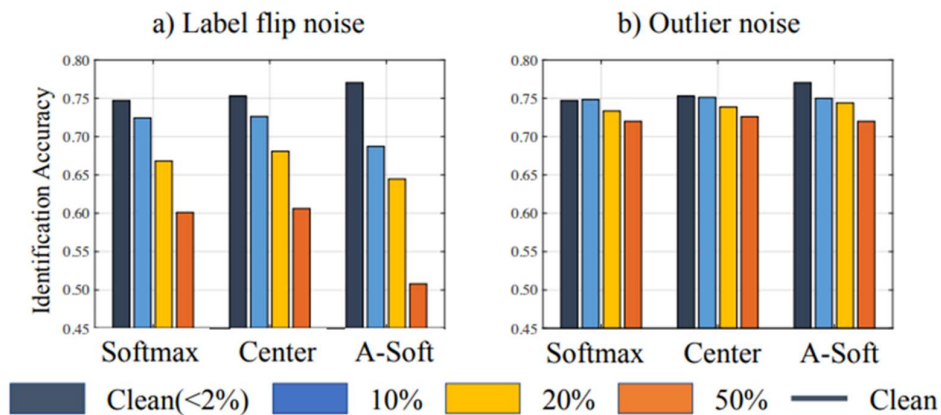 a) Label flip noise
b) Outlier noise
Identification Accuracy
0.80
0.75
0.70
0.65
0.60
0.55
0.50
0.45
Softmax Center A-Soft
0.80
0.75
0.70
0.65
0.60
0.55
0.50
0.45
Softmax Center A-Soft
Clean(<2%) 10% 20% 50% Clean